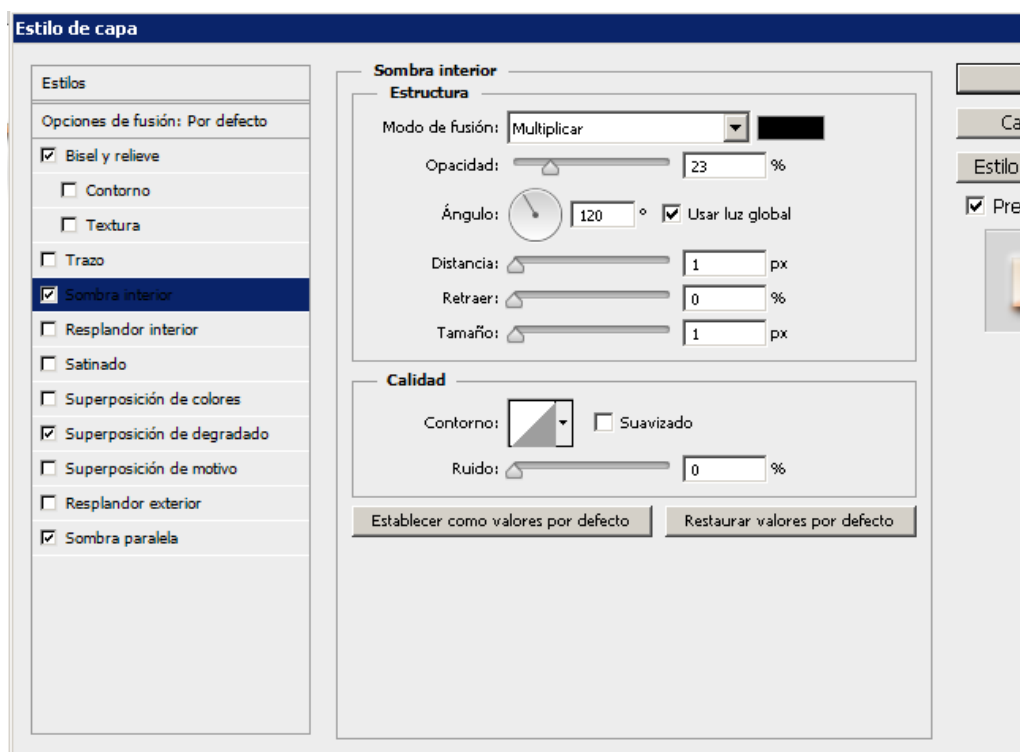 Estilo de capa
Estilos
Opciones de fusión: Por defecto
Bisel y relieve
Contorno
Textura
Trazo
Sombra interior
Resplandor interior
Satinado
Superposición de colores
Superposición de degradado
Superposición de motivo
Resplandor exterior
Sombra paralela
Sombra interior
Estructura
Modo de fusión: Multiplicar
Opacidad: 23 %
Ángulo: 120 ° Usar luz global
Distancia: 1 px
Retraer: 0 %
Tamaño: 1 px
Calidad
Contorno: Suavizado
Ruido: 0 %
Establecer como valores por defecto Restaurar valores por defecto
Ca
Estilo
Pre